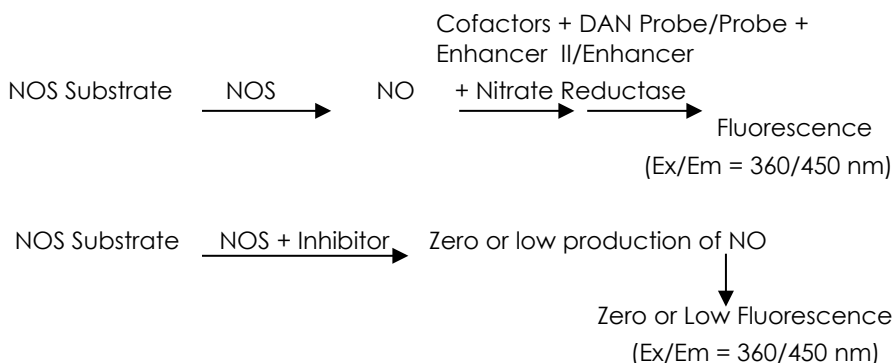 Cofactors + DAN Probe/Probe +
Enhancer II/Enhancer
NOS Substrate NOS NO + Nitrate Reductase
Fluorescence
(Ex/Em = 360/450 nm)
NOS Substrate NOS + Inhibitor Zero or low production of NO
Zero or Low Fluorescence
(Ex/Em = 360/450 nm)